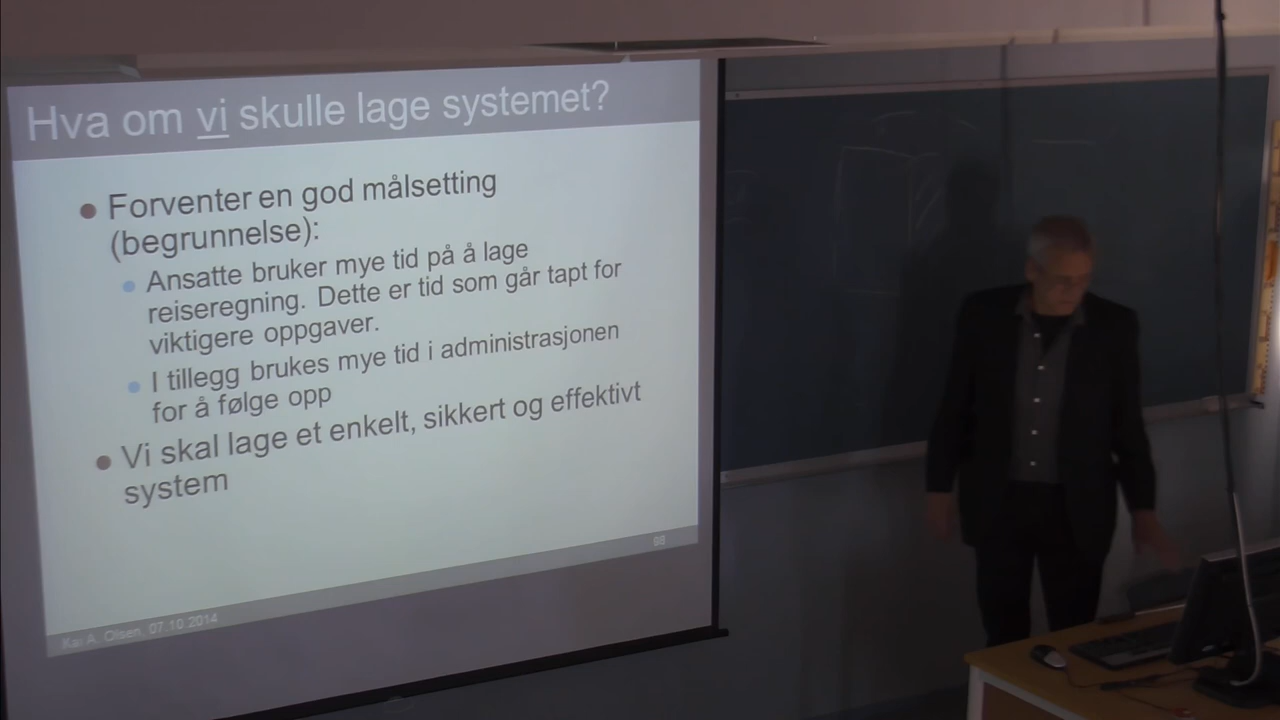 Hva om vi skulle lage systemet?
Forventer en god målsetting
(begrunnelse):
Ansatte bruker mye tid på å lage
reiseregning. Dette er tid som går tapt for
viktigere oppgaver.
I tillegg brukes mye tid i administrasjonen
for å følge opp
Vi skal lage et enkelt, sikkert og effektivt
system
98
Kai A. Olsen, 07.10.2014